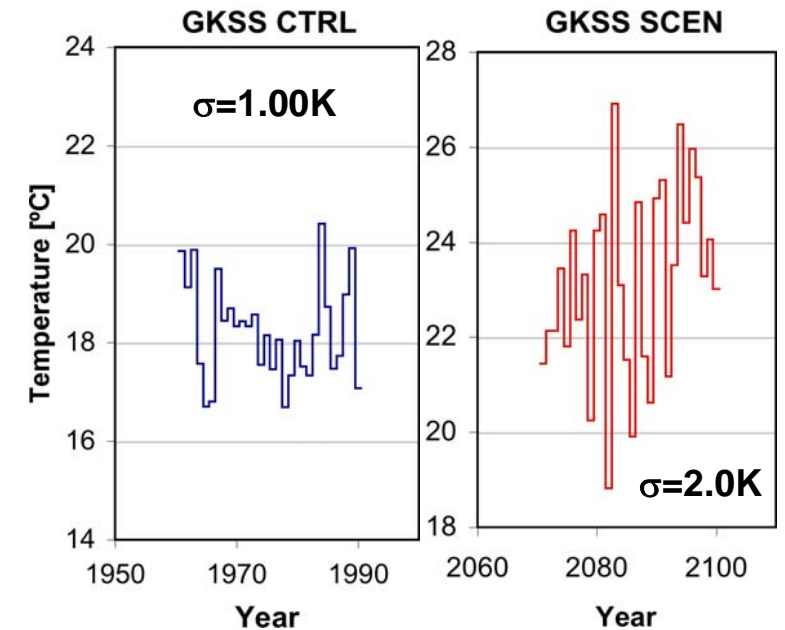 GKSS CTRL
24
22
20
18
16
14
σ=1.00K
Temperature [ºC]
1950 1970 1990
Year
GKSS SCEN
28
26
24
22
20
18
σ=2.0K
2060 2080 2100
Year